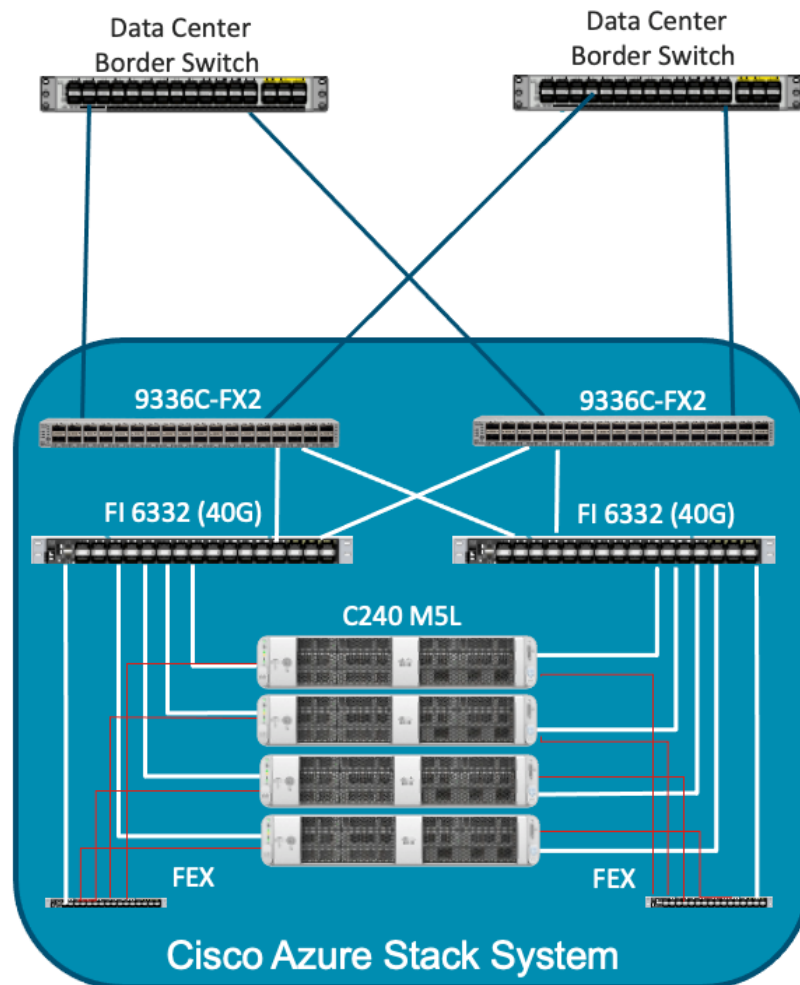 Data Center
Border Switch
Data Center
Border Switch
9336C-FX2
9336C-FX2
FI 6332 (40G)
FI 6332 (40G)
C240 M5L
FEX
FEX
Cisco Azure Stack System